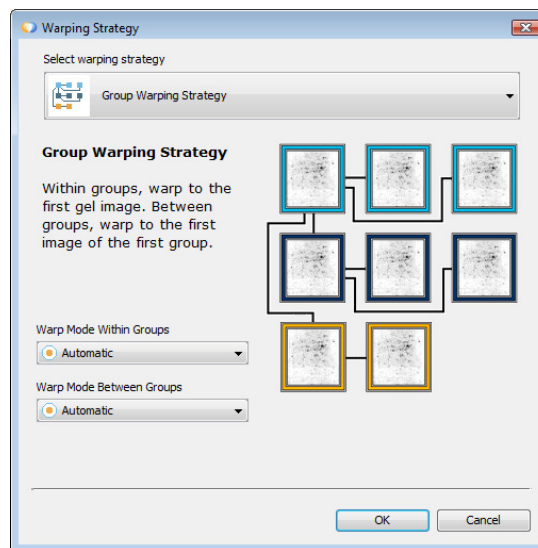 Warping Strategy
Select warping strategy
Group Warping Strategy
Group Warping Strategy
Within groups, warp to the
first gel image. Between
groups, warp to the first
image of the first group.
Warp Mode Within Groups
Automatic
Warp Mode Between Groups
Automatic
OK
Cancel